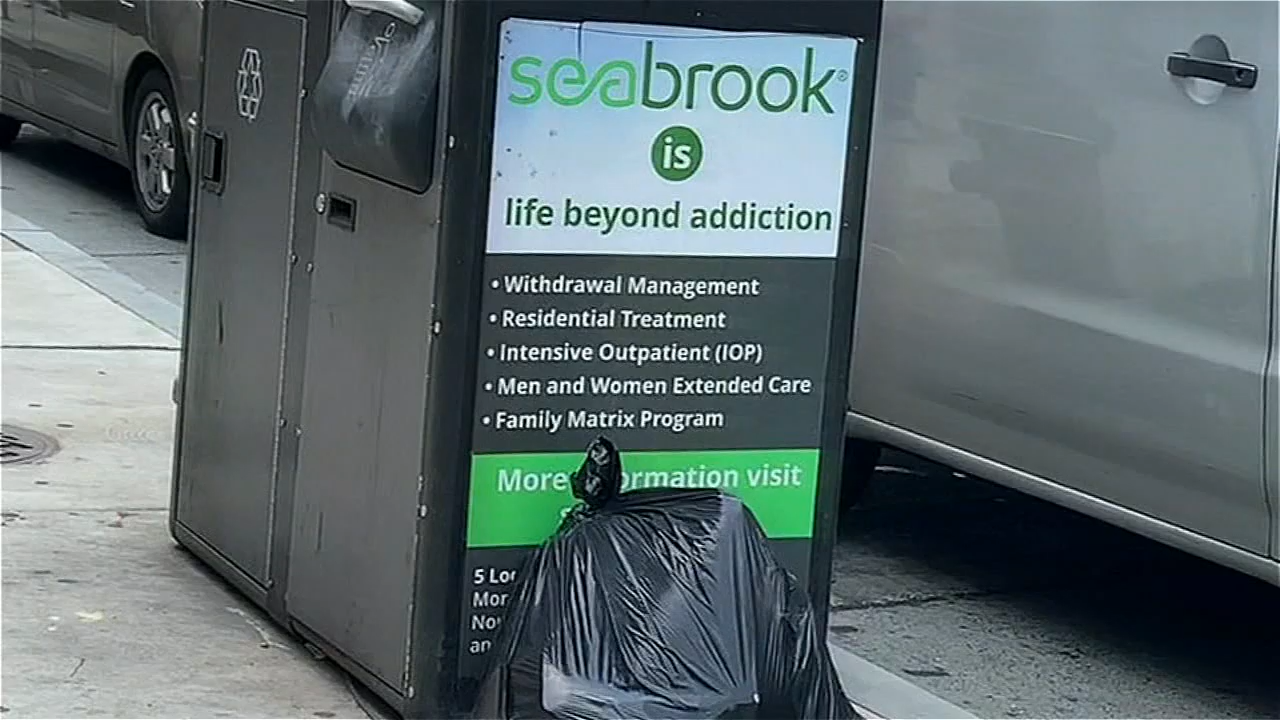 seabrook®
is
life beyond addiction
• Withdrawal Management
• Residential Treatment
• Intensive Outpatient (IOP)
• Men and Women Extended Care
• Family Matrix Program
More visit
5